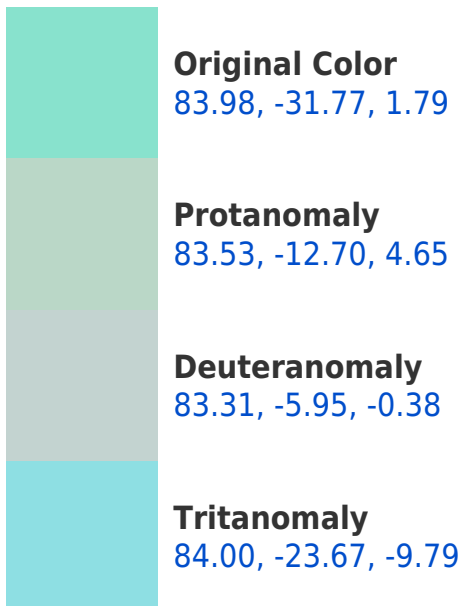 Original Color
83.98, -31.77, 1.79
Protanomaly
83.53, -12.70, 4.65
Deuteranomaly
83.31, -5.95, -0.38
Tritanomaly
84.00, -23.67, -9.79